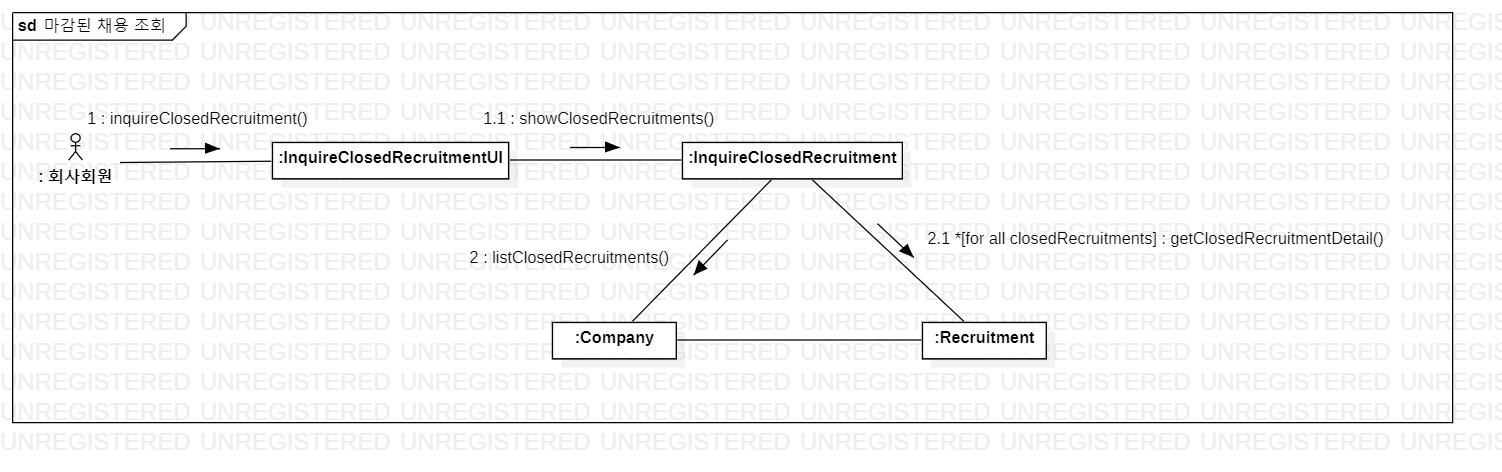 sd 마감된 채용 조회
1 : inquireClosedRecruitment()
1.1 : showClosedRecruitments()
: 회사회원
:InquireClosedRecruitmentUI
:InquireClosedRecruitment
2 : listClosedRecruitments()
2.1 *[for all closedRecruitments] : getClosedRecruitmentDetail()
:Company
:Recruitment
UNREGISTERED